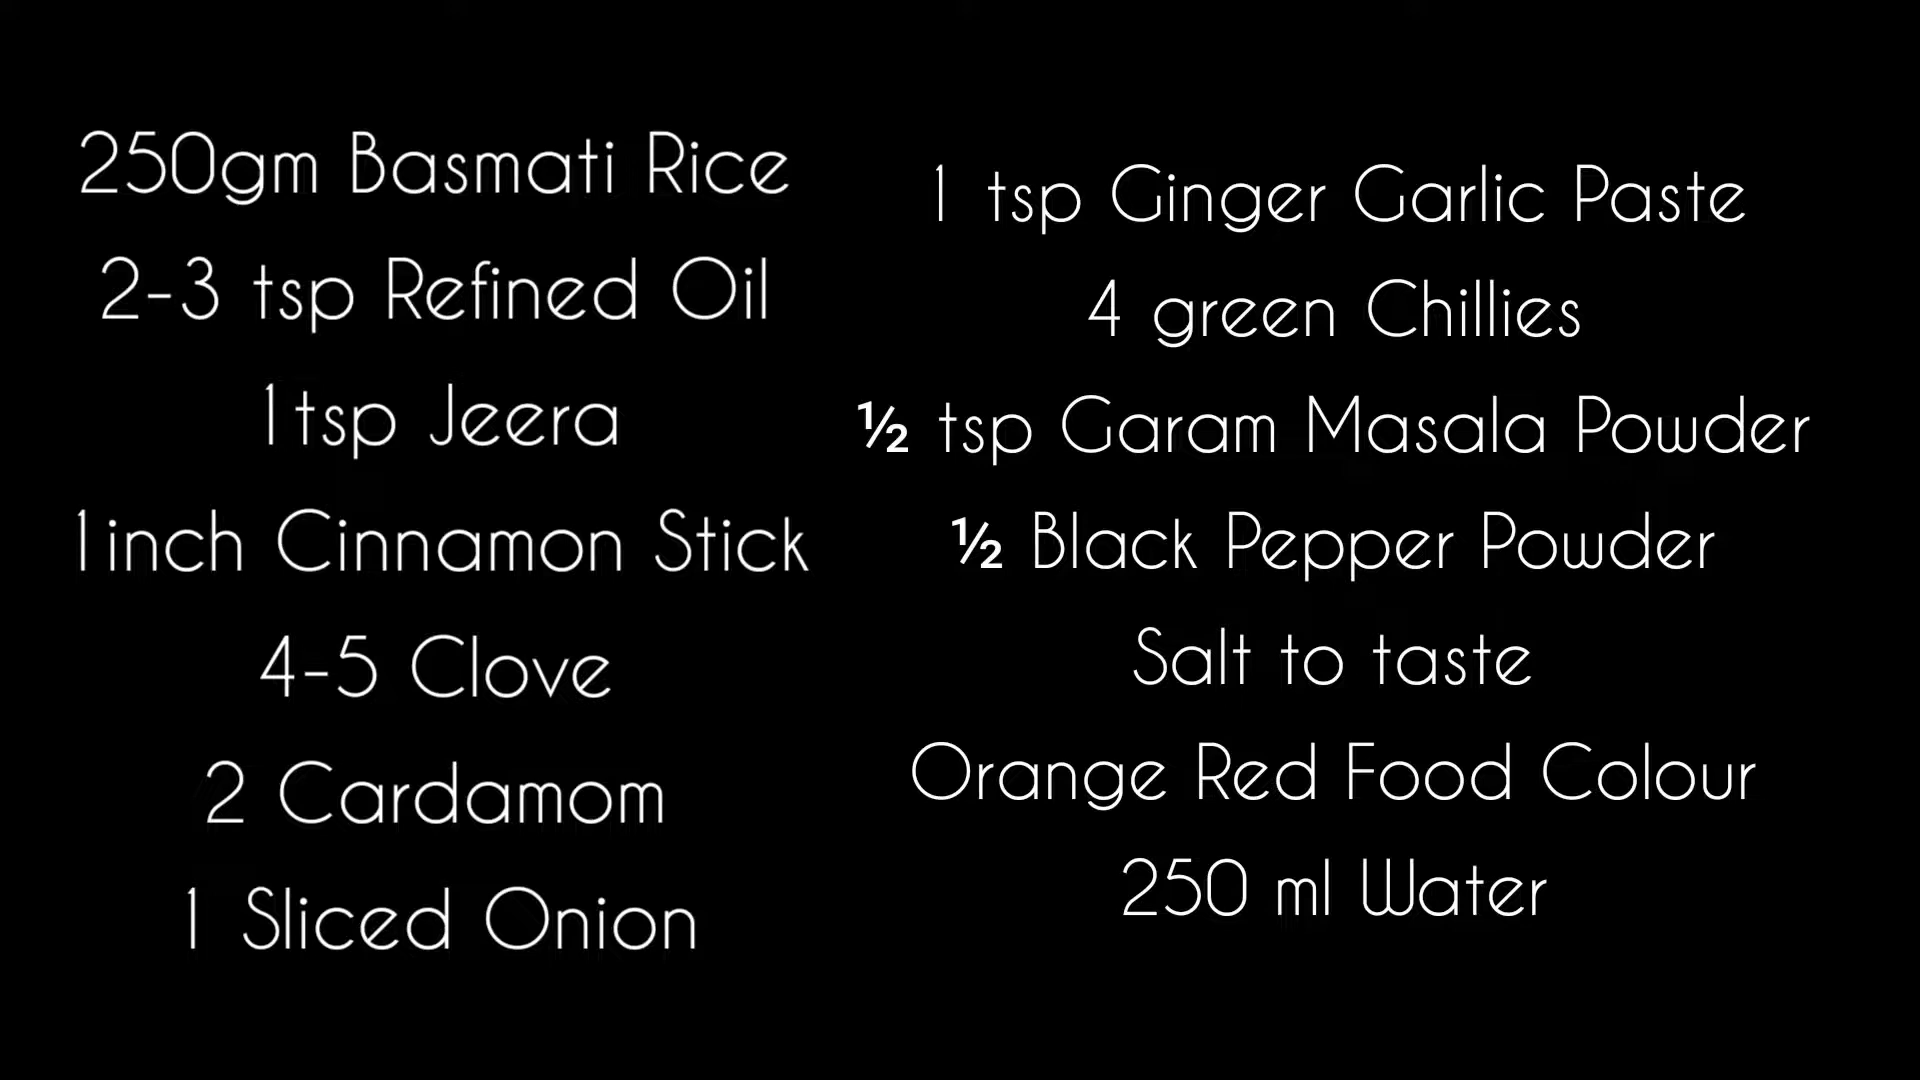 250gm Basmati Rice
2-3 tsp Refined Oil
1tsp Jeera
1inch Cinnamon Stick
4-5 Clove
2 Cardamom
1 Sliced Onion
1 tsp Ginger Garlic Paste
4 green Chillies
½ tsp Garam Masala Powder
½ Black Pepper Powder
Salt to taste
Orange Red Food Colour
250 ml Water